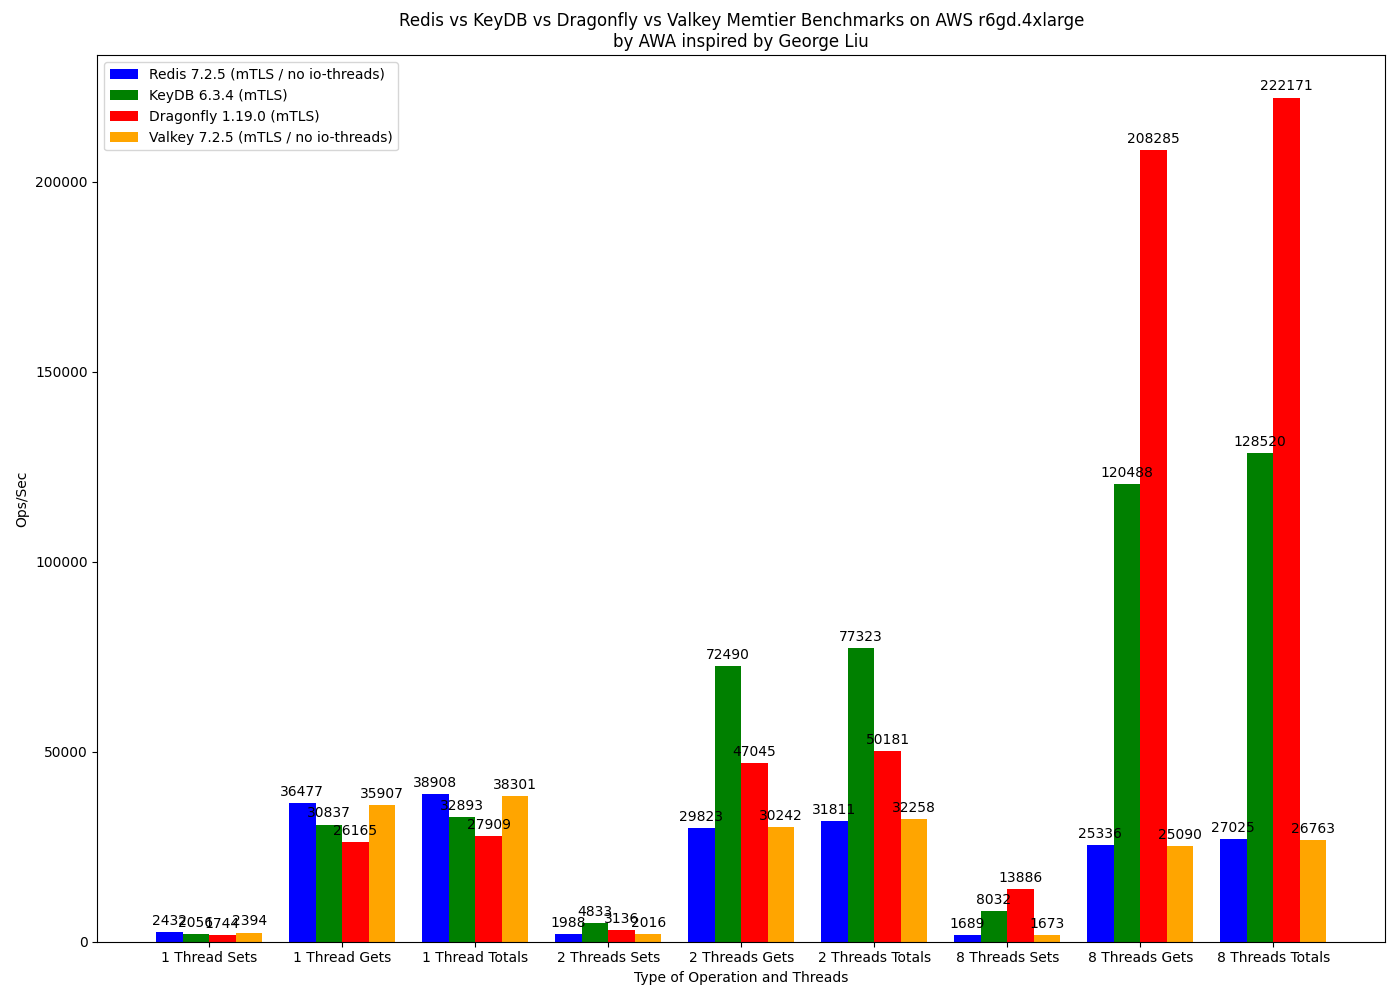 Redis vs KeyDB vs Dragonfly vs Valkey Memtier Benchmarks on AWS r6gd.4xlarge
by AWA inspired by George Liu
Redis 7.2.5 (mTLS / no io-threads)
KeyDB 6.3.4 (mTLS)
Dragonfly 1.19.0 (mTLS)
Valkey 7.2.5 (mTLS / no io-threads)
Ops/Sec
200000
150000
100000
50000
0
2432 2056 1744 2394
36477 30837 26165 35907
38908 32893 27909 38301
1988 4833 3136 2016
29823 72490 47045 30242
31811 77323 50181 32258
1689 8032 13886 1673
25336 120488 208285 25090
27025 128520 222171 26763
1 Thread Sets 1 Thread Gets 1 Thread Totals 2 Threads Sets 2 Threads Gets 2 Threads Totals 8 Threads Sets 8 Threads Gets 8 Threads Totals
Type of Operation and Threads